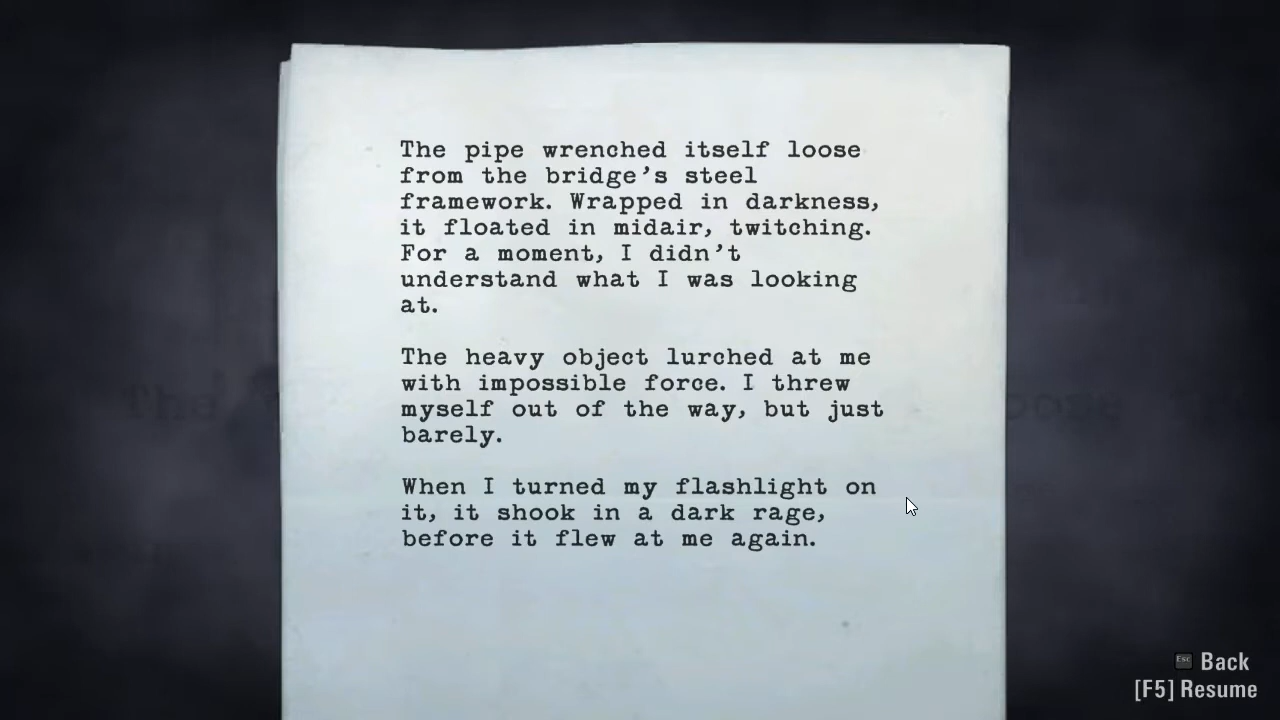 The pipe wrenched itself loose
from the bridge's steel
framework. Wrapped in darkness,
it floated in midair, twitching.
For a moment, I didn't
understand what I was looking
at.
The heavy object lurched at me
with impossible force. I threw
myself out of the way, but just
barely.
When I turned my flashlight on
it, it shook in a dark rage,
before it flew at me again.
Esc Back
[F5] Resume